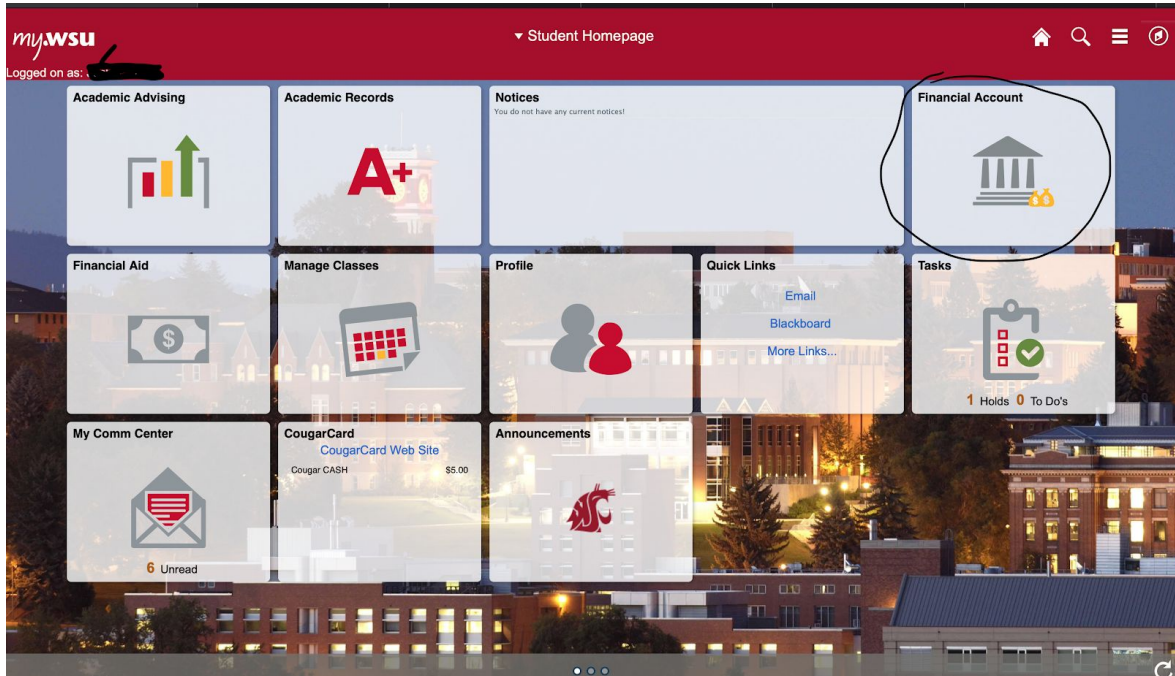 my.wsu
Student Homepage
Logged on as:
Academic Advising
Academic Records
A+
Notices
You do not have any current notices!
Financial Account
$ $
Financial Aid
$
Manage Classes
Profile
Quick Links
Email
Blackboard
More Links...
Tasks
1 Holds 0 To Do's
My Comm Center
6 Unread
CougarCard
CougarCard Web Site
Cougar CASH $5.00
Announcements
WSU